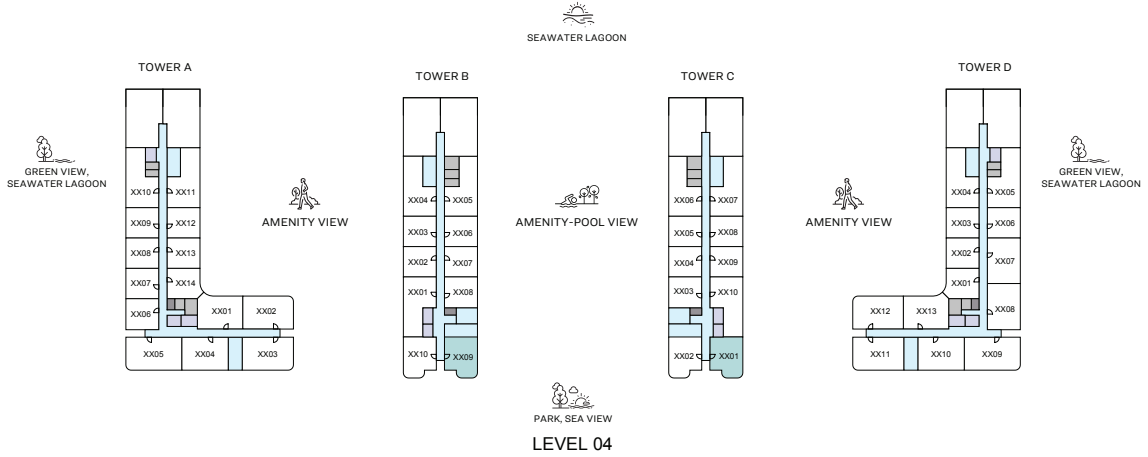 SEAWATER LAGOON
TOWER A
TOWER B
TOWER C
TOWER D
GREEN VIEW,
SEAWATER LAGOON
AMENITY VIEW
AMENITY-POOL VIEW
AMENITY VIEW
GREEN VIEW,
SEAWATER LAGOON
XX10 XX11
XX09 XX12
XX08 XX13
XX07 XX14
XX06
XX01 XX02
XX05 XX04 XX03
XX04 XX05
XX03 XX06
XX02 XX07
XX01 XX08
XX10 XX09
XX06 XX07
XX05 XX08
XX04 XX09
XX03 XX10
XX02 XX01
XX04 XX05
XX03 XX06
XX02 XX07
XX01
XX08
XX12 XX13
XX11 XX10 XX09
PARK, SEA VIEW
LEVEL 04